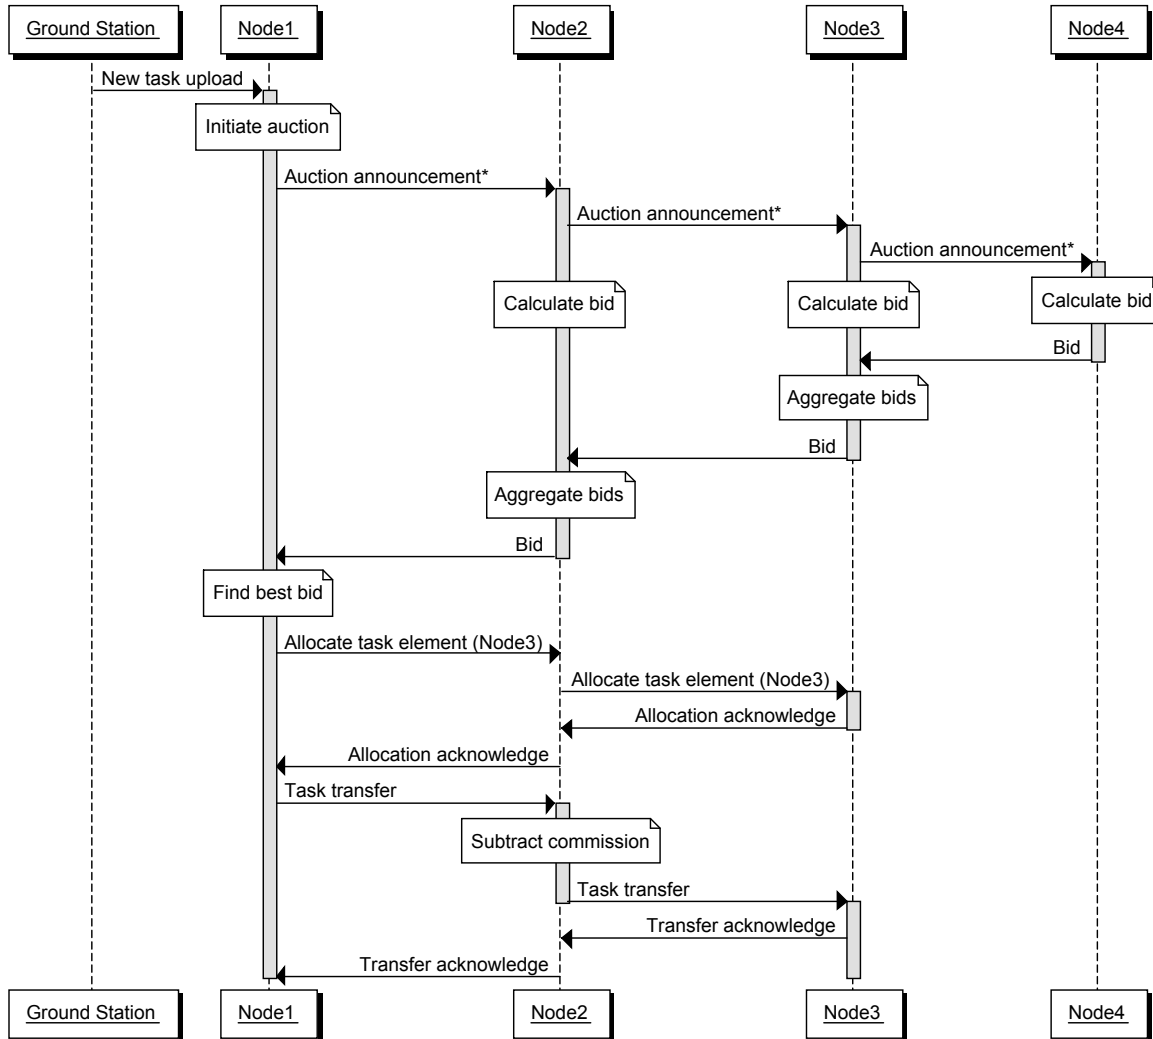 Ground Station
Node1
Node2
Node3
Node4
New task upload
Initiate auction
Auction announcement*
Auction announcement*
Auction announcement*
Calculate bid
Calculate bid
Calculate bid
Bid
Aggregate bids
Bid
Aggregate bids
Bid
Find best bid
Allocate task element (Node3)
Allocate task element (Node3)
Allocation acknowledge
Allocation acknowledge
Task transfer
Subtract commission
Task transfer
Transfer acknowledge
Transfer acknowledge
Ground Station
Node1
Node2
Node3
Node4